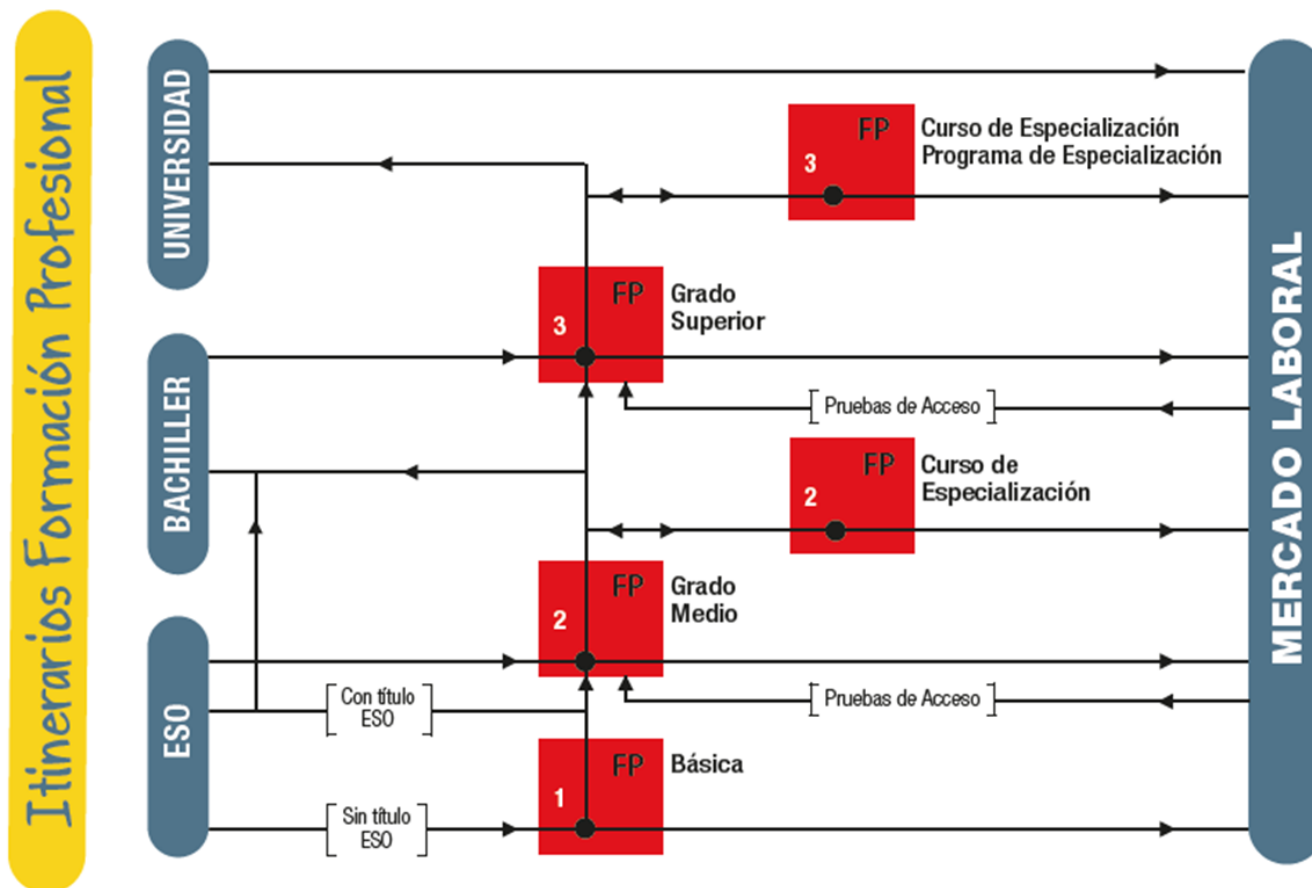 Itinerarios Formación Profesional
UNIVERSIDAD
FP
3
Curso de Especialización
Programa de Especialización
FP
3
Grado
Superior
BACHILLER
[ Pruebas de Acceso ]
FP
2
Curso de
Especialización
FP
2
Grado
Medio
ESO
[ Con título
ESO ]
[ Pruebas de Acceso ]
FP
1
Básica
[ Sin título
ESO ]
MERCADO LABORAL